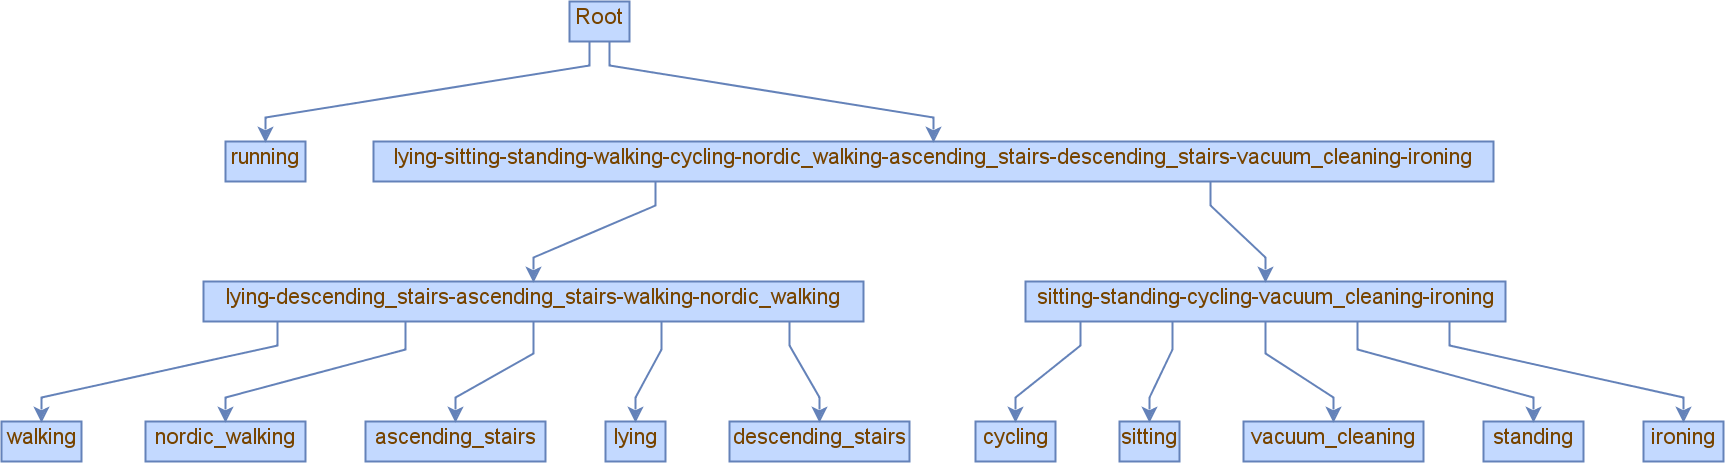 Root
running
lying-sitting-standing-walking-cycling-nordic_walking-ascending_stairs-descending_stairs-vacuum_cleaning-ironing
lying-descending_stairs-ascending_stairs-walking-nordic_walking
sitting-standing-cycling-vacuum_cleaning-ironing
walking
nordic_walking
ascending_stairs
lying
descending_stairs
cycling
sitting
vacuum_cleaning
standing
ironing